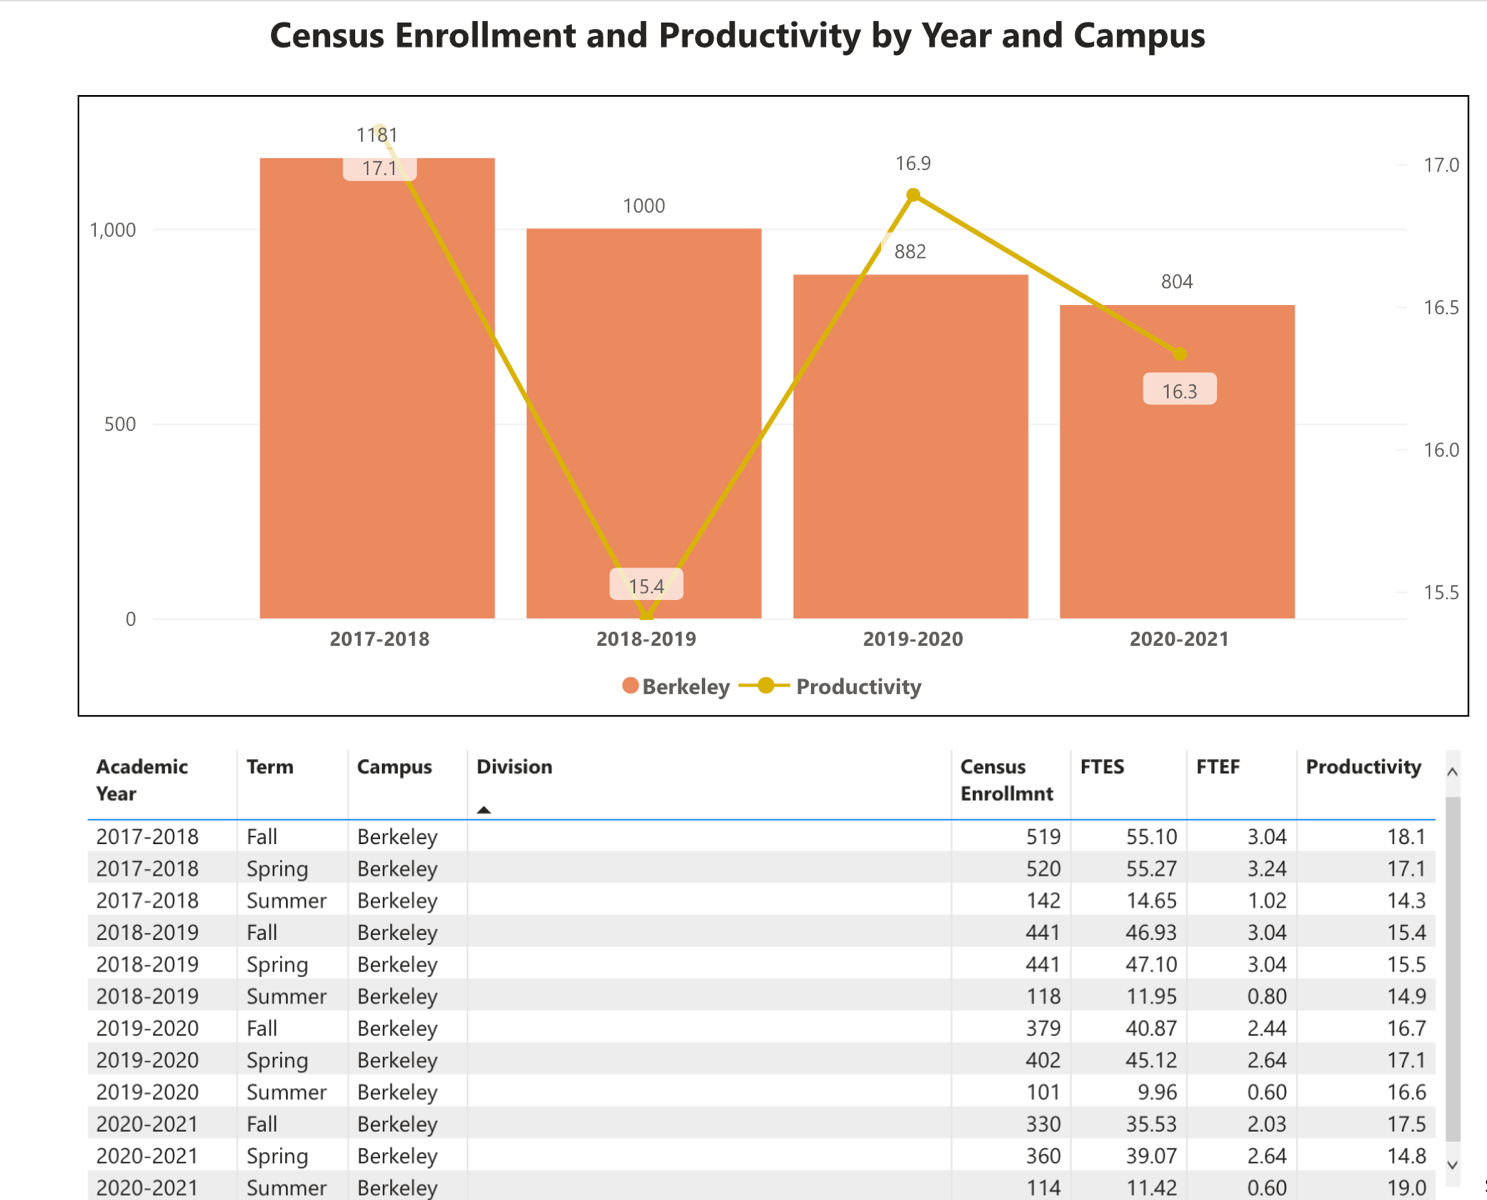 Census Enrollment and Productivity by Year and Campus
1181
17.1
17.0
16.9
1000
1,000
882
804
16.5
16.3
500
16.0
15.4
15.5
0
2017-2018 2018-2019 2019-2020 2020-2021
Berkeley Productivity
Academic Year Term Campus Division Census Enrollmnt FTES FTEF Productivity
2017-2018 Fall Berkeley 519 55.10 3.04 18.1
2017-2018 Spring Berkeley 520 55.27 3.24 17.1
2017-2018 Summer Berkeley 142 14.65 1.02 14.3
2018-2019 Fall Berkeley 441 46.93 3.04 15.4
2018-2019 Spring Berkeley 441 47.10 3.04 15.5
2018-2019 Summer Berkeley 118 11.95 0.80 14.9
2019-2020 Fall Berkeley 379 40.87 2.44 16.7
2019-2020 Spring Berkeley 402 45.12 2.64 17.1
2019-2020 Summer Berkeley 101 9.96 0.60 16.6
2020-2021 Fall Berkeley 330 35.53 2.03 17.5
2020-2021 Spring Berkeley 360 39.07 2.64 14.8
2020-2021 Summer Berkeley 114 11.42 0.60 19.0